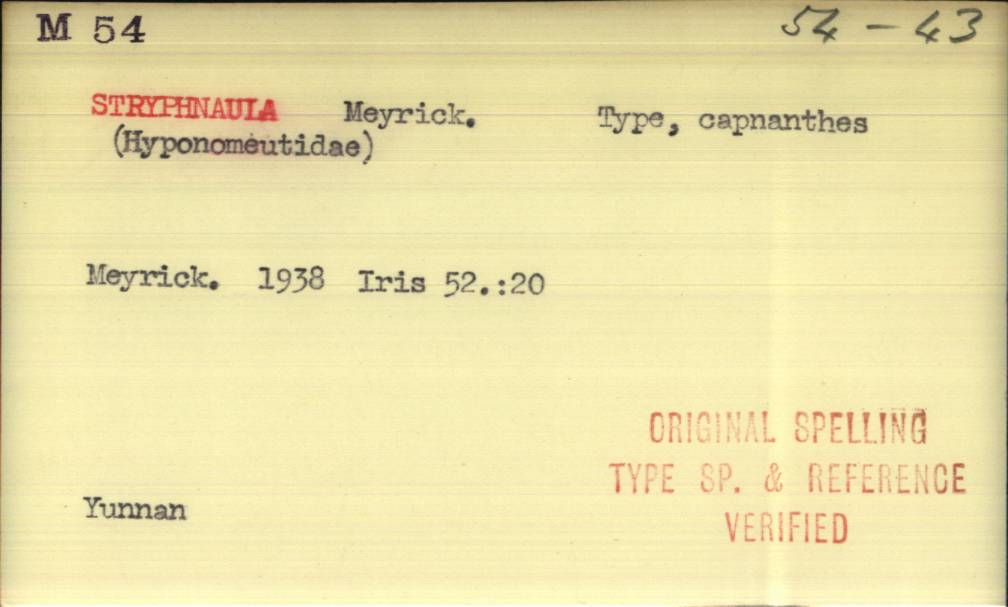 M 54 54-43
STRYPHNAULA Meyrick. Type, capnanthes
(Hyponomeutidae)
Meyrick. 1938 Iris 52.:20
ORIGINAL SPELLING
TYPE SP. & REFERENCE
VERIFIED
Yunnan